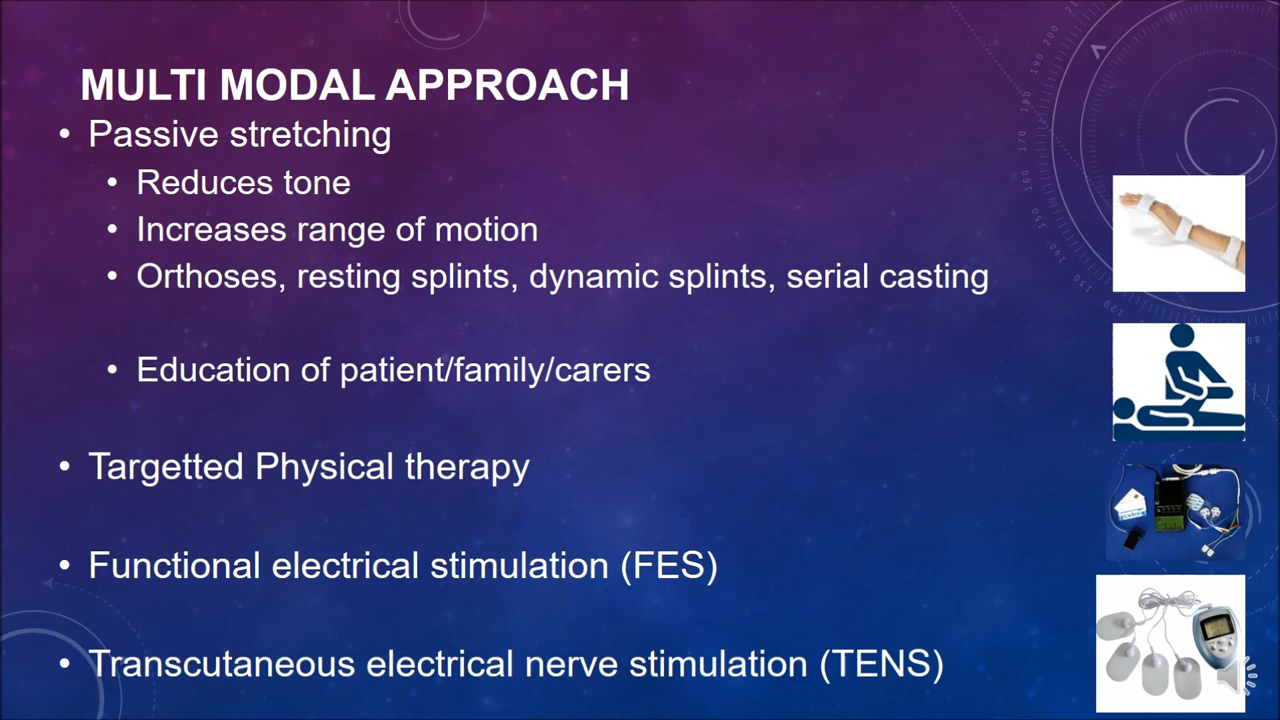 MULTI MODAL APPROACH
• Passive stretching
• Reduces tone
• Increases range of motion
• Orthoses, resting splints, dynamic splints, serial casting
• Education of patient/family/carers
• Targetted Physical therapy
• Functional electrical stimulation (FES)
• Transcutaneous electrical nerve stimulation (TENS)